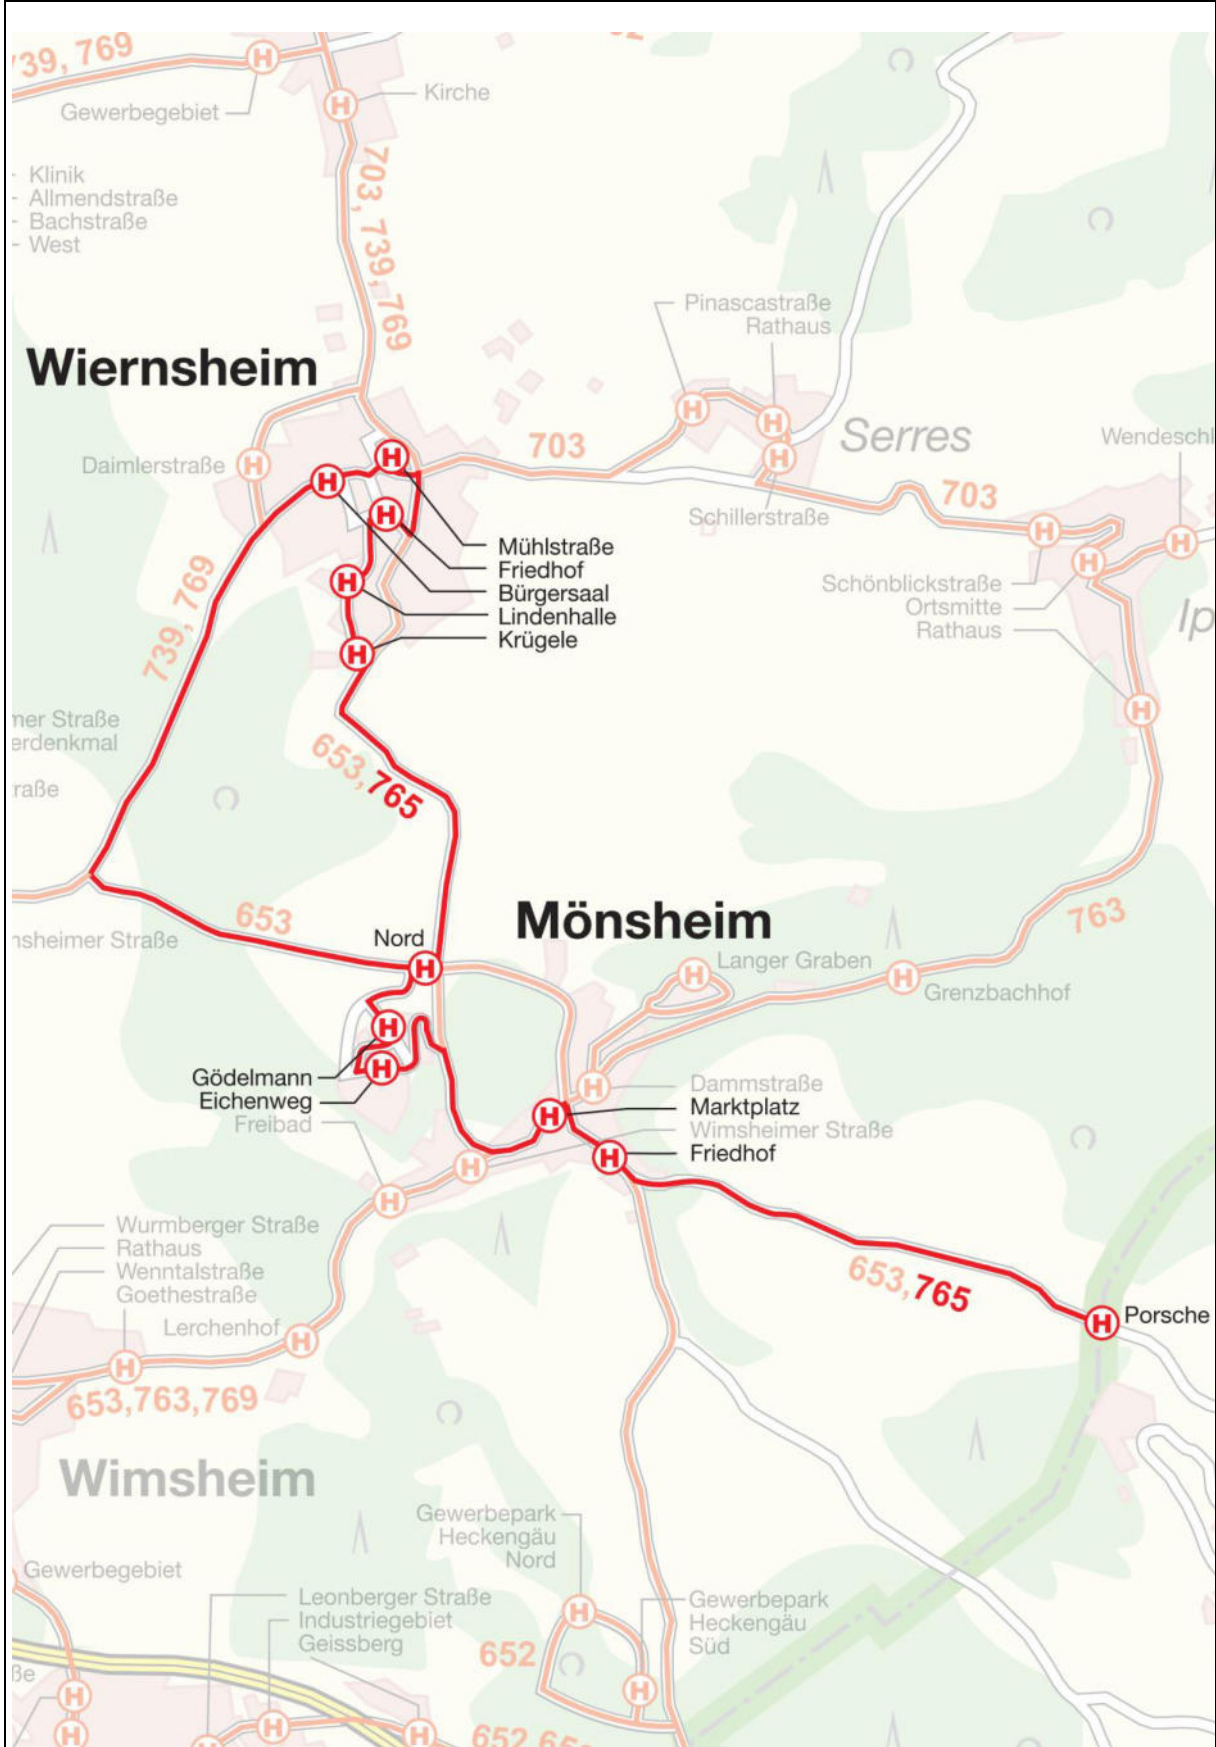 739, 769
Gewerbegebiet
Kirche
Klinik
Allmendstraße
Bachstraße
West
703, 739, 769
Pinascastraße
Rathaus
Wiernsheim
703
Serres
Wendeschl
Daimlerstraße
703
Schillerstraße
Mühlstraße
Friedhof
Bürgersaal
Lindenhalle
Krügele
739, 769
Schönblickstraße
Ortsmitte
Rathaus
Ip
mer Straße
erdenkmal
raße
653, 765
Mönsheim
653
763
nsheimer Straße
Nord
Langer Graben
Grenzbachhof
Gödelmann
Eichenweg
Freibad
Dammstraße
Marktplatz
Wimsheimer Straße
Friedhof
Wurmberger Straße
Rathaus
Wenntalstraße
Goethestraße
Lerchenhof
653,765
Porsche
653,763,769
Wimsheim
Gewerbepark
Heckengäu
Nord
Gewerbegebiet
Leonberger Straße
Industriegebiet
Geissberg
Gewerbepark
Heckengäu
Süd
652
ße